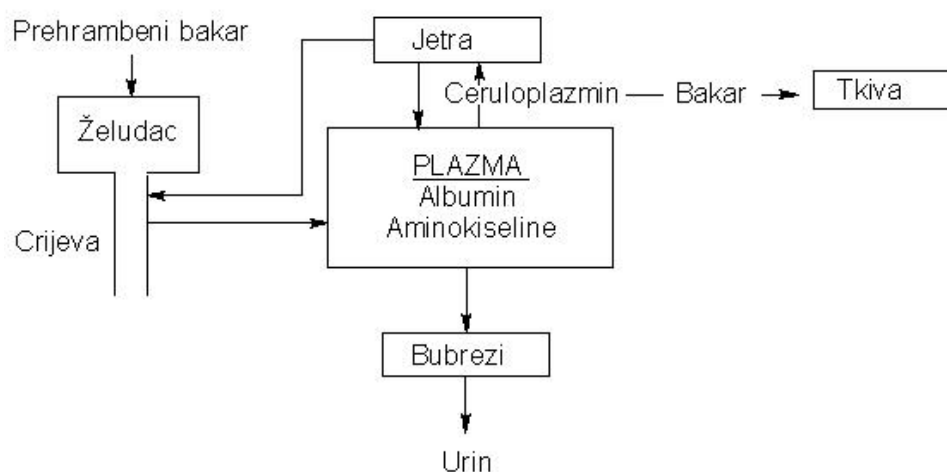 Prehrambeni bakar
Jetra
Ceruloplazmin
Bakar
Tkiva
Želudac
PLAZMA
Albumin
Aminokiseline
Crijeva
Bubrezi
Urin